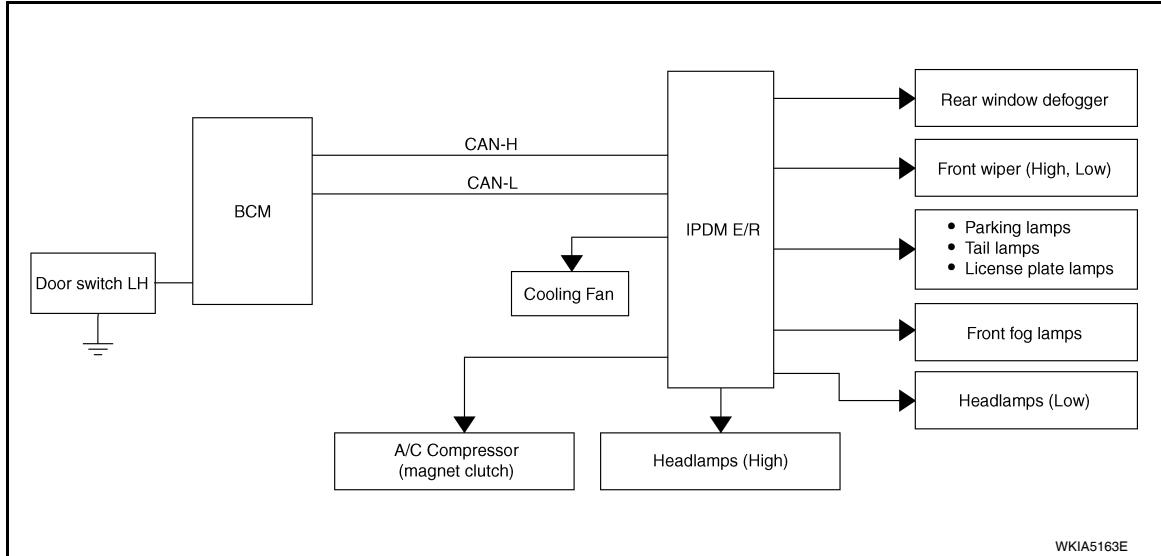 Rear window defogger
CAN-H
Front wiper (High, Low)
CAN-L
BCM
IPDM E/R
• Parking lamps
• Tail lamps
• License plate lamps
Door switch LH
Cooling Fan
Front fog lamps
Headlamps (Low)
A/C Compressor
(magnet clutch)
Headlamps (High)
WKIA5163E